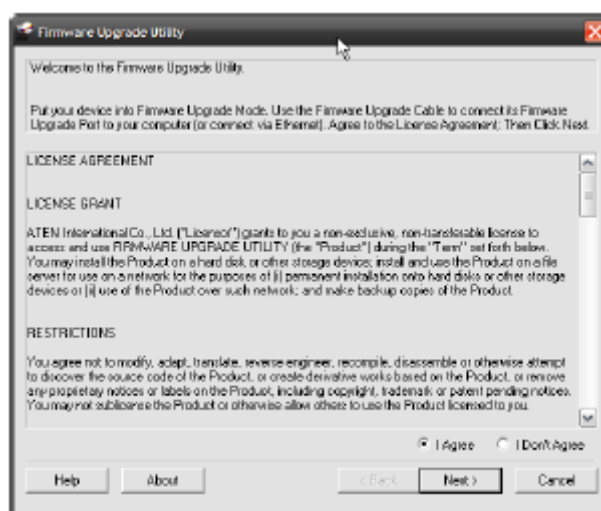 Firmware Upgrade Utility
Welcome to the Firmware Upgrade Utility.
Put your device into Firmware Upgrade Mode. Use the Firmware Upgrade Cable to connect its Firmware
Upgrade Port to your computer (or connect via Ethernet). Agree to the License Agreement; Then Click Next
LICENSE AGREEMENT
LICENSE GRANT
ATEN International Co., Ltd. ("Licensor") grants to you a non-exclusive, non-transferable license to
access and use FIRMWARE UPGRADE UTILITY (the "Product") during the "Term" set forth below.
You may install the Product on a hard disk or other storage device; install and use the Product on a file
server for use on a network for the purposes of (i) permanent installation onto hard disks or other storage
devices or (ii) use of the Product over such network; and make backup copies of the Product.
RESTRICTIONS
You agree not to modify, adapt, translate, reverse engineer, recompile, disassemble or otherwise attempt
to discover the source code of the Product, or create derivative works based on the Product, or remove
any proprietary notices or labels on the Product, including copyright, trademark or patent pending notices.
You may not sublicense the Product or otherwise allow others to use the Product licensed to you.
I Agree I Don't Agree
Help About < Back Next > Cancel